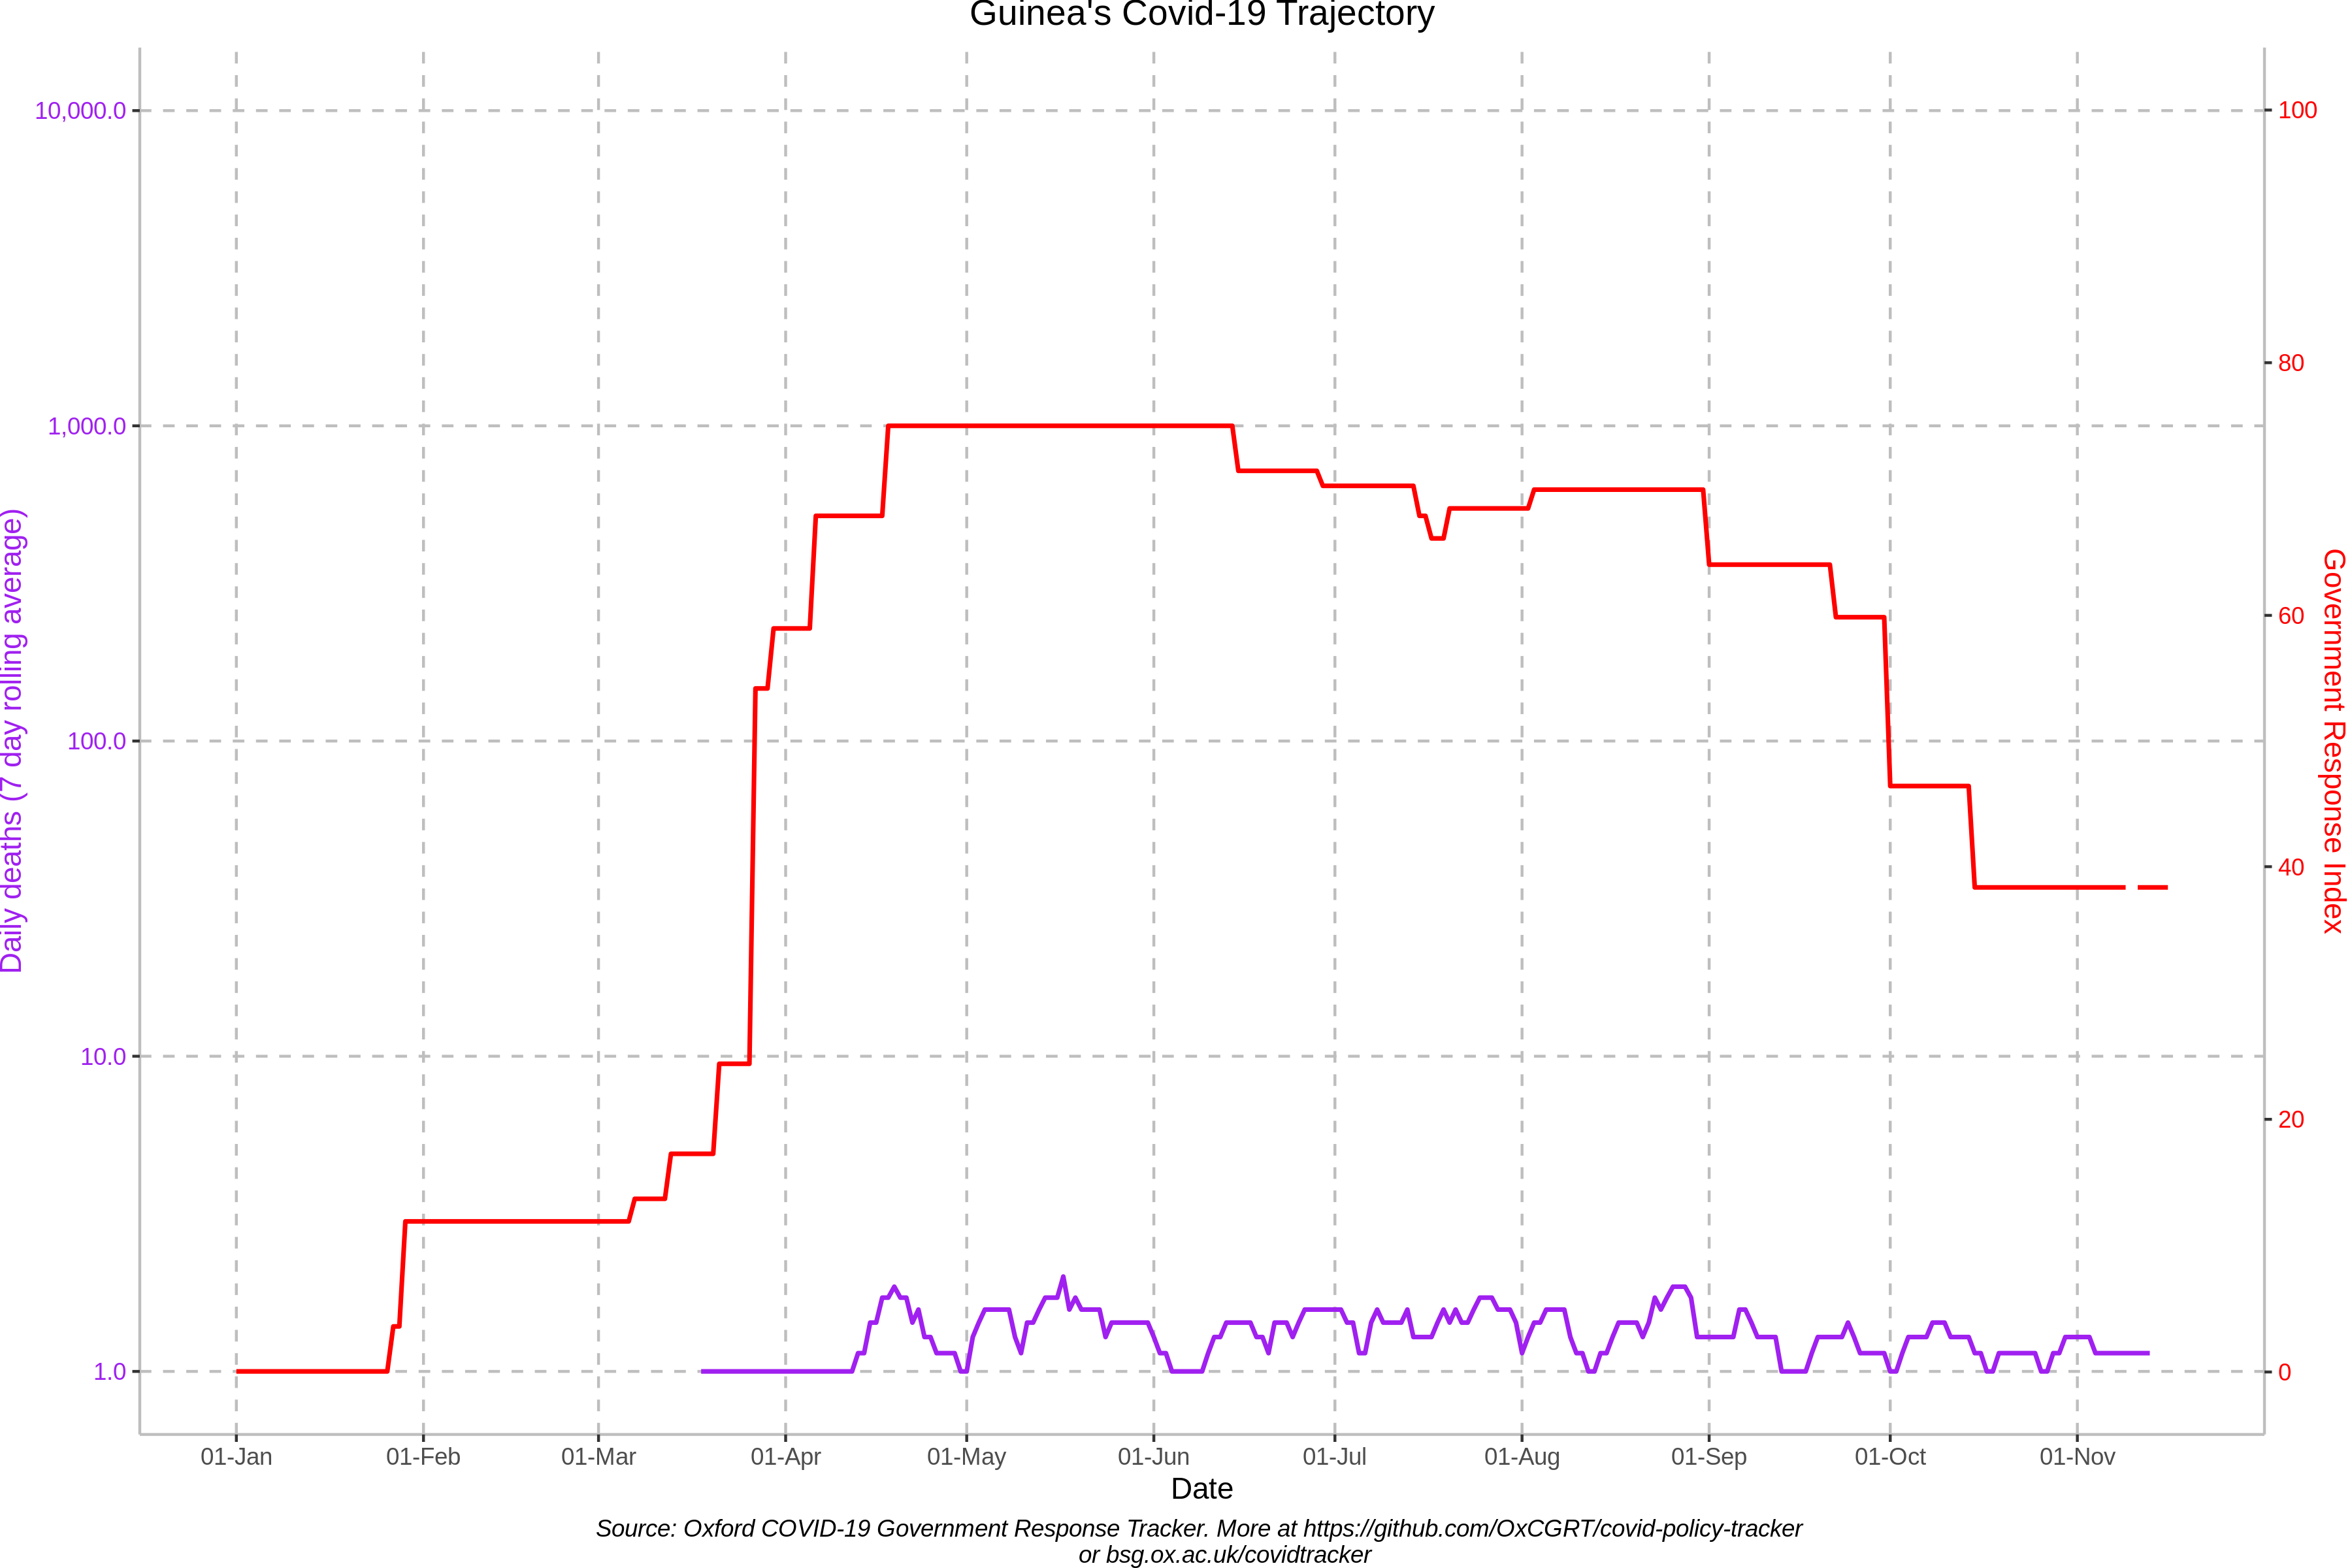 Guinea's Covid-19 Trajectory
10,000.0
1,000.0
100.0
10.0
1.0
Daily deaths (7 day rolling average)
100
80
60
40
20
0
Government Response Index
01-Jan
01-Feb
01-Mar
01-Apr
01-May
01-Jun
01-Jul
01-Aug
01-Sep
01-Oct
01-Nov
Date
Source: Oxford COVID-19 Government Response Tracker. More at https://github.com/OxCGRT/covid-policy-tracker
or bsg.ox.ac.uk/covidtracker